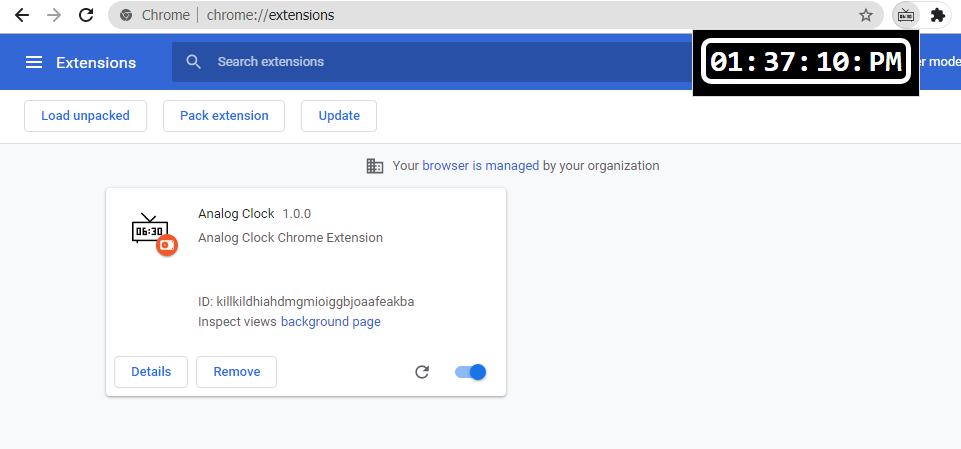 Chrome | chrome://extensions
Extensions
Search extensions
01:37:10:PM
er mode
Load unpacked
Pack extension
Update
Your browser is managed by your organization
06:30
Analog Clock 1.0.0
Analog Clock Chrome Extension
ID: killkildhiahdmgmioiggbjoaafeakba
Inspect views background page
Details
Remove